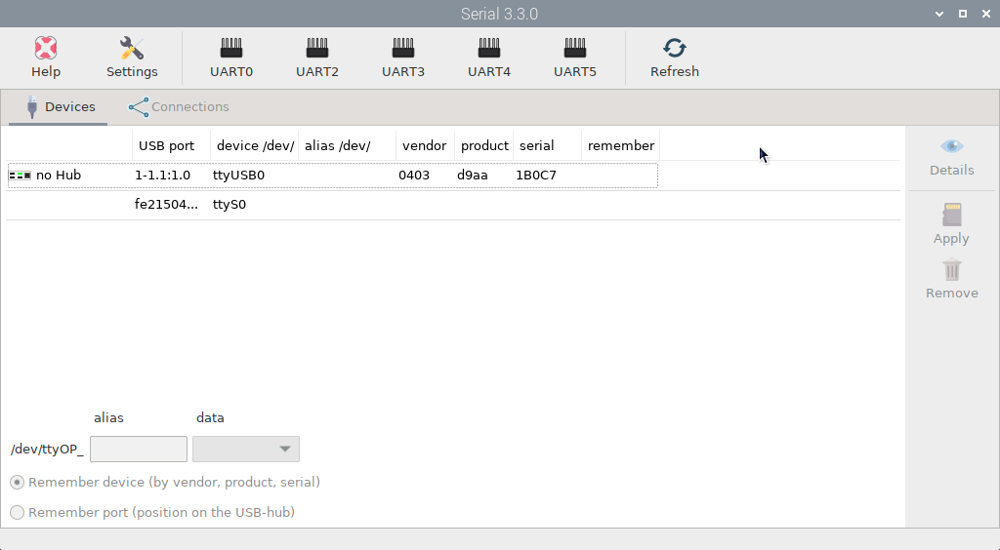 Serial 3.3.0
Help Settings UART0 UART2 UART3 UART4 UART5 Refresh
Devices Connections
USB port device /dev/ alias /dev/ vendor product serial remember
no Hub 1-1.1:1.0 ttyUSB0 0403 d9aa 1B0C7
fe21504... ttyS0
Details
Apply
Remove
alias data
/dev/ttyOP_
Remember device (by vendor, product, serial)
Remember port (position on the USB-hub)